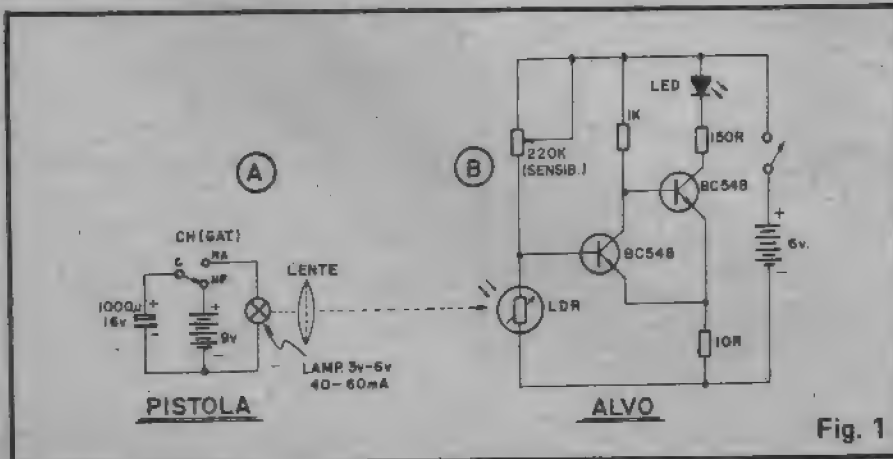 A
CH (GAT.)
C
NA
NF
1000µ
16v
+
-
+
9v
-
LENTE
LAMP. 3v-6v
40-60mA
PISTOLA
B
220K
(SENSIB.)
1K
LED
150R
BC548
BC548
LDR
10R
+
6v.
-
ALVO
Fig. 1